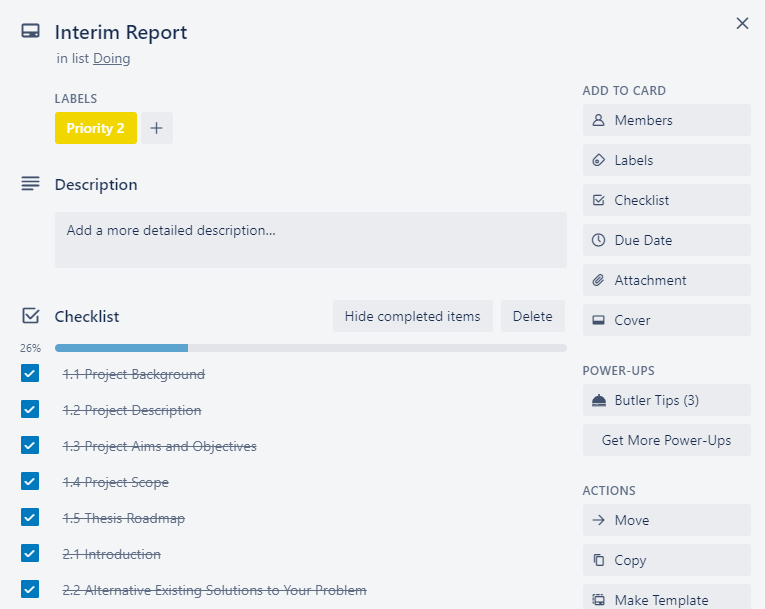 Interim Report
in list Doing
LABELS
Priority 2
Description
Add a more detailed description...
Checklist
Hide completed items
Delete
26%
1.1 Project Background
1.2 Project Description
1.3 Project Aims and Objectives
1.4 Project Scope
1.5 Thesis Roadmap
2.1 Introduction
2.2 Alternative Existing Solutions to Your Problem
ADD TO CARD
Members
Labels
Checklist
Due Date
Attachment
Cover
POWER-UPS
Butler Tips (3)
Get More Power-Ups
ACTIONS
Move
Copy
Make Template